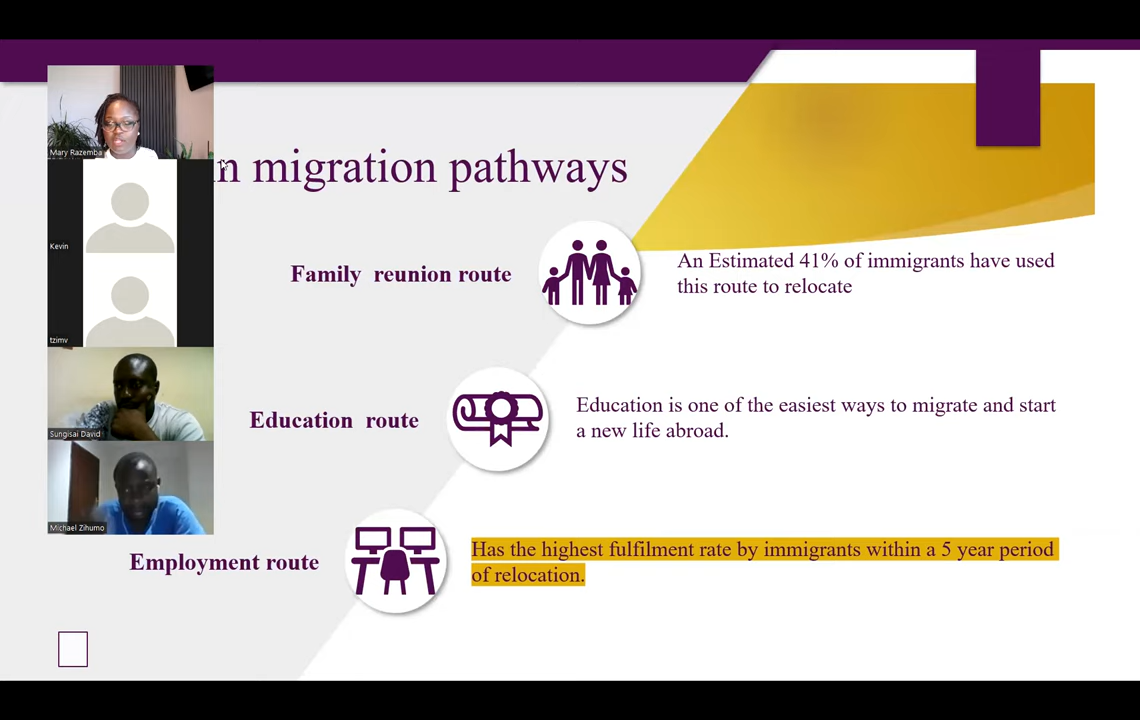 Mary Razemba
n migration pathways
Kevin
Family reunion route
An Estimated 41% of immigrants have used
this route to relocate
tzimv
Education route
Education is one of the easiest ways to migrate and start
a new life abroad.
Sungisai David
Michael Zihumo
Employment route
Has the highest fulfilment rate by immigrants within a 5 year period
of relocation.